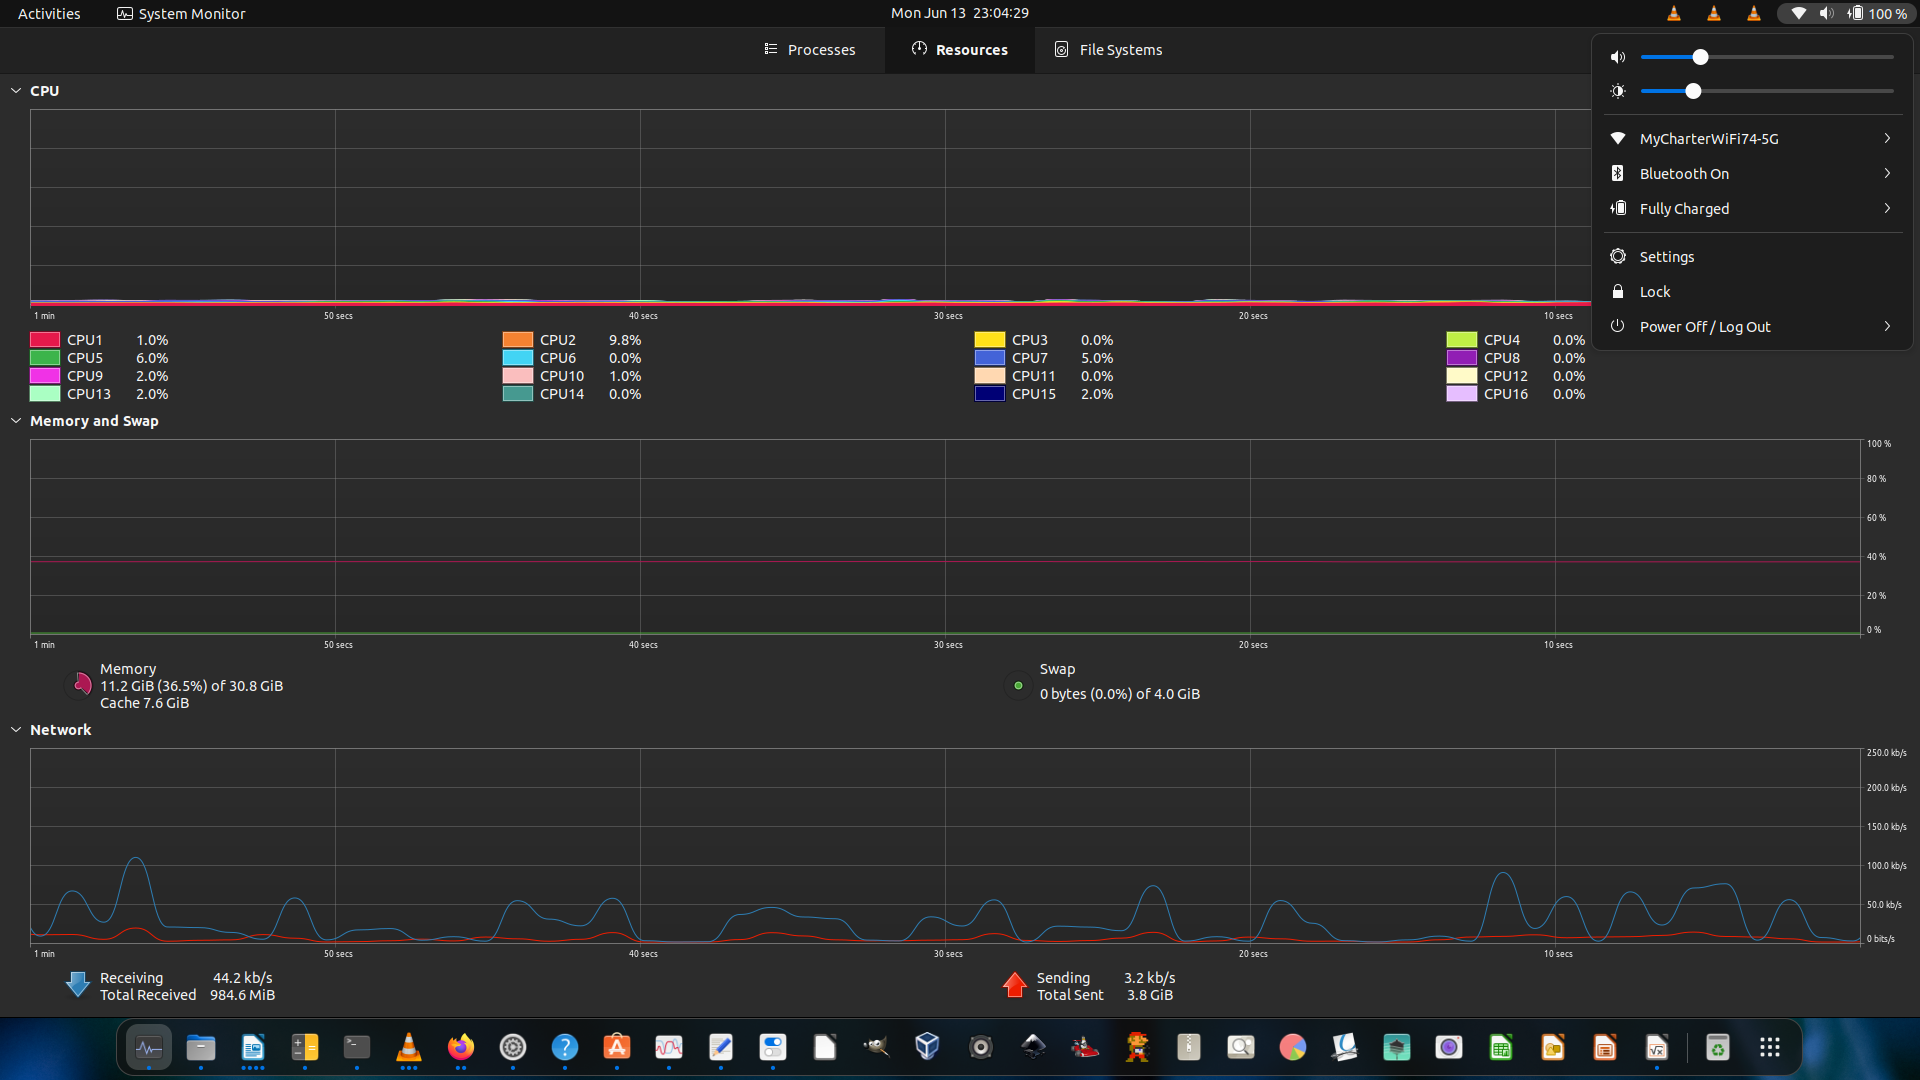 Activities
System Monitor
Mon Jun 13 23:04:29
100 %
Processes
Resources
File Systems
CPU
1 min 50 secs 40 secs 30 secs 20 secs 10 secs
CPU1 1.0% CPU2 9.8% CPU3 0.0% CPU4 0.0%
CPU5 6.0% CPU6 0.0% CPU7 5.0% CPU8 0.0%
CPU9 2.0% CPU10 1.0% CPU11 0.0% CPU12 0.0%
CPU13 2.0% CPU14 0.0% CPU15 2.0% CPU16 0.0%
MyCharterWiFi74-5G
Bluetooth On
Fully Charged
Settings
Lock
Power Off / Log Out
Memory and Swap
100 %
80 %
60 %
40 %
20 %
0 %
1 min 50 secs 40 secs 30 secs 20 secs 10 secs
Memory
11.2 GiB (36.5%) of 30.8 GiB
Cache 7.6 GiB
Swap
0 bytes (0.0%) of 4.0 GiB
Network
250.0 kb/s
200.0 kb/s
150.0 kb/s
100.0 kb/s
50.0 kb/s
0 bits/s
1 min 50 secs 40 secs 30 secs 20 secs 10 secs
Receiving 44.2 kb/s
Total Received 984.6 MiB
Sending 3.2 kb/s
Total Sent 3.8 GiB